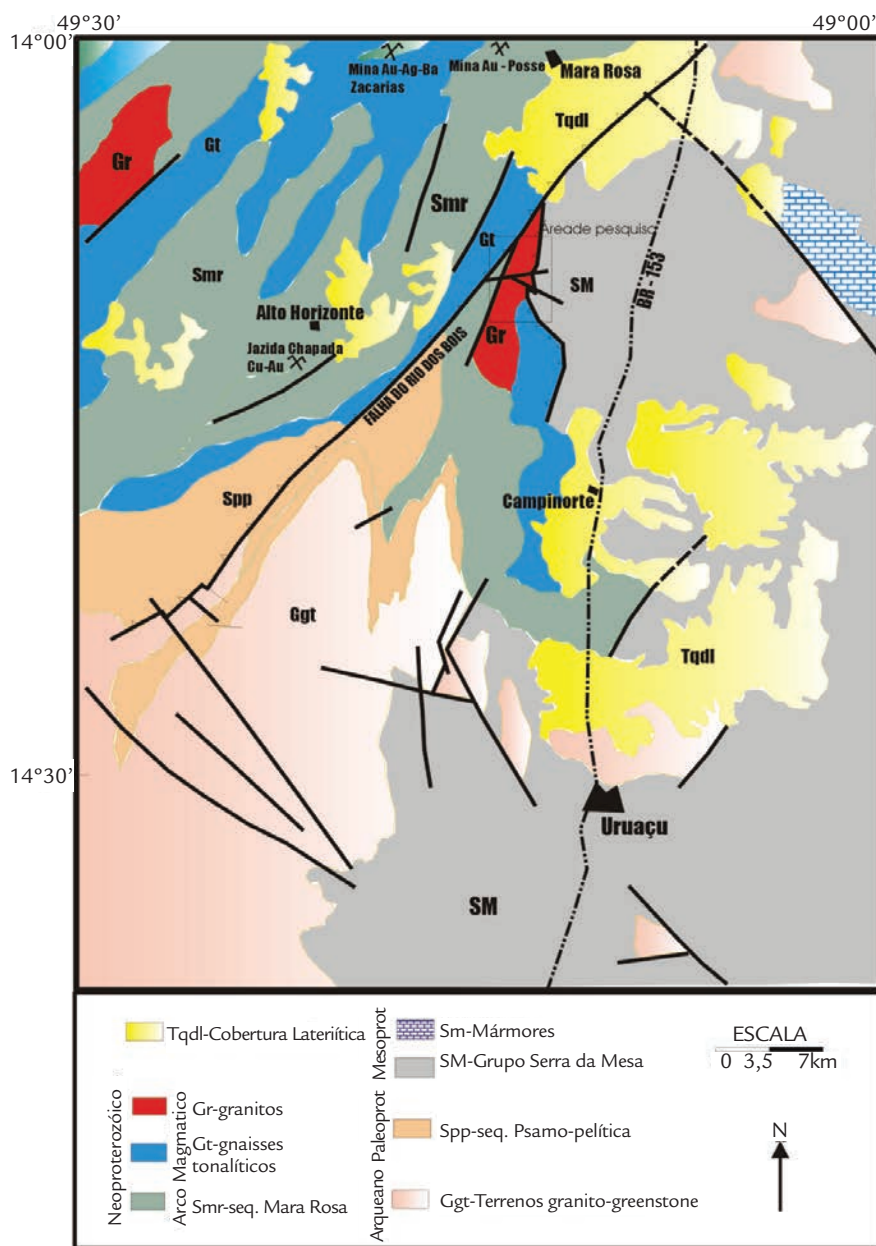 49°30'
49°00'
14°00'
Mina Au-Ag-Ba
Zacarias
Mina Au - Posse
Mara Rosa
Tqdl
Gt
Gr
Smr
Gt
Áreade pesquisa
Smr
SM
BR - 153
Alto Horizonte
Jazida Chapada
Cu-Au
Gr
FALHA DO RIO DOS BOIS
Spp
Campinorte
Ggt
Tqdl
14°30'
Uruaçu
SM
Tqdl-Cobertura Lateriítica
Neoproterozóico
Arco Magmatico
Gr-granitos
Gt-gnaisses
tonalíticos
Smr-seq. Mara Rosa
Mesoprot
Sm-Mármores
SM-Grupo Serra da Mesa
Paleoprot
Spp-seq. Psamo-pelítica
Arqueano
Ggt-Terrenos granito-greenstone
ESCALA
0 3,5 7km
N